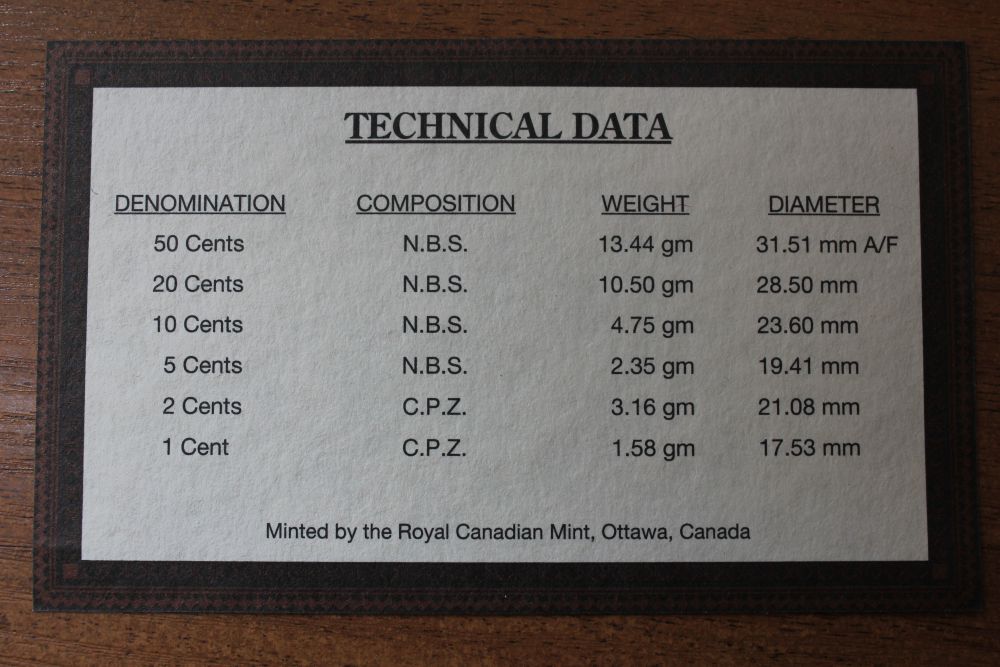 TECHNICAL DATA
DENOMINATION COMPOSITION WEIGHT DIAMETER
50 Cents N.B.S. 13.44 gm 31.51 mm A/F
20 Cents N.B.S. 10.50 gm 28.50 mm
10 Cents N.B.S. 4.75 gm 23.60 mm
5 Cents N.B.S. 2.35 gm 19.41 mm
2 Cents C.P.Z. 3.16 gm 21.08 mm
1 Cent C.P.Z. 1.58 gm 17.53 mm
Minted by the Royal Canadian Mint, Ottawa, Canada